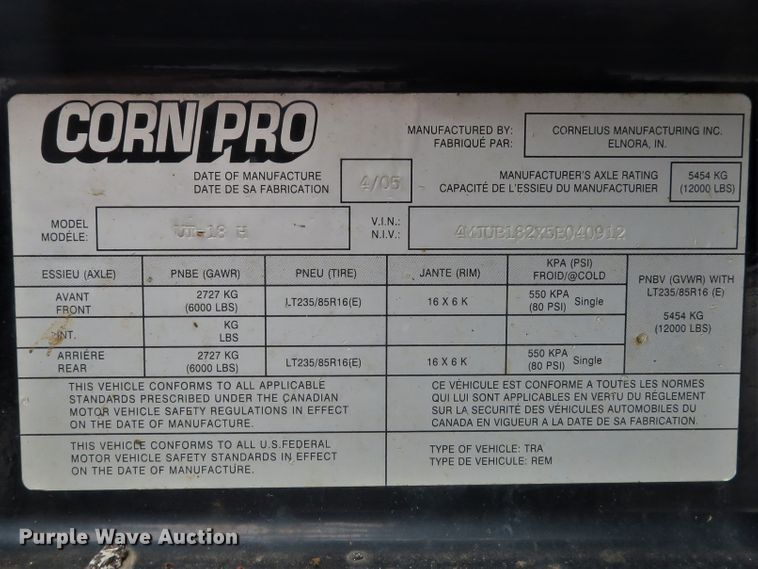 CORN PRO
MANUFACTURED BY:
FABRIQUÉ PAR:
CORNELIUS MANUFACTURING INC.
ELNORA, IN.
DATE OF MANUFACTURE
DATE DE SA FABRICATION
4/05
MANUFACTURER'S AXLE RATING
CAPACITÉ DE L'ESSIEU DU MANUFACTURIER
5454 KG
(12000 LBS)
MODEL
MODÉLE:
UT-18 H
V.I.N.:
N.I.V.:
ESSIEU (AXLE)
PNBE (GAWR)
PNEU (TIRE)
JANTE (RIM)
KPA (PSI)
FROID/@COLD
PNBV (GVWR) WITH
LT235/85R16 (E)
5454 KG
(12000 LBS)
AVANT
FRONT
2727 KG
(6000 LBS)
LT235/85R16(E)
16 X 6 K
550 KPA
(80 PSI) Single
INT.
KG
LBS
ARRIÉRE
REAR
2727 KG
(6000 LBS)
LT235/85R16(E)
16 X 6 K
550 KPA
(80 PSI) Single
THIS VEHICLE CONFORMS TO ALL APPLICABLE
STANDARDS PRESCRIBED UNDER THE CANADIAN
MOTOR VEHICLE SAFETY REGULATIONS IN EFFECT
ON THE DATE OF MANUFACTURE.
CE VÉHICULE EST CONFORME A TOUTES LES NORMES
QUI LUI SONT APPLICABLES EN VERTU DU RÉGLEMENT
SUR LA SECURITÉ DES VÉHICULES AUTOMOBILES DU
CANADA EN VIGUEUR A LA DATE DE SA FABRICATION.
THIS VEHICLE CONFORMS TO ALL U.S.FEDERAL
MOTOR VEHICLE SAFETY STANDARDS IN EFFECT
ON THE DATE OF MANUFACTURE.
TYPE OF VEHICLE: TRA
TYPE DE VEHICULE: REM
Purple Wave Auction